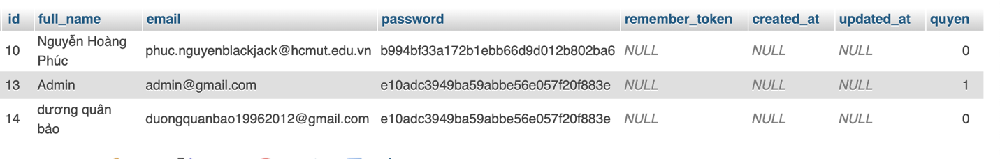 id full_name email password remember_token created_at updated_at quyen
10 Nguyễn Hoàng Phúc phuc.nguyenblackjack@hcmut.edu.vn b994bf33a172b1ebb66d9d012b802ba6 NULL NULL NULL 0
13 Admin admin@gmail.com e10adc3949ba59abbe56e057f20f883e NULL NULL NULL 1
14 dương quân bảo duongquanbao19962012@gmail.com e10adc3949ba59abbe56e057f20f883e NULL NULL NULL 0